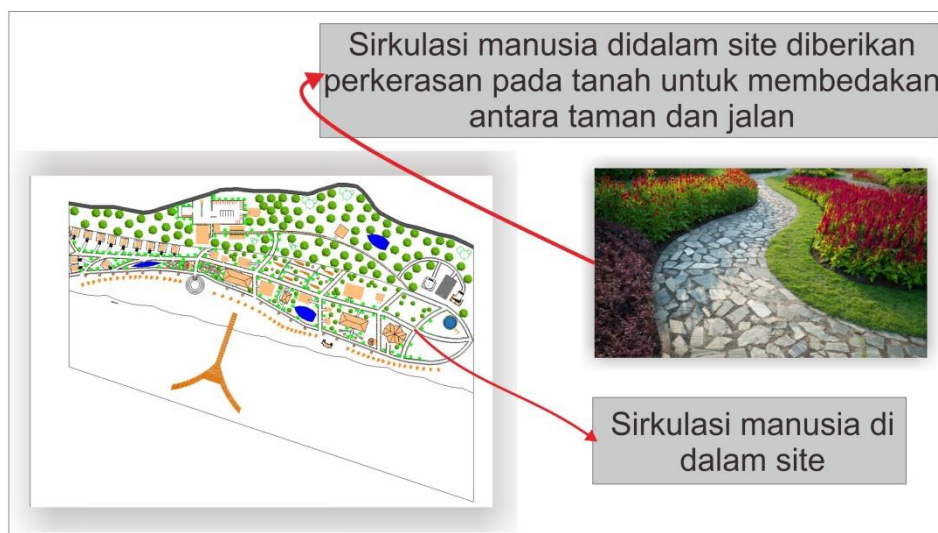 Sirkulasi manusia didalam site diberikan
perkerasan pada tanah untuk membedakan
antara taman dan jalan
Sirkulasi manusia di
dalam site